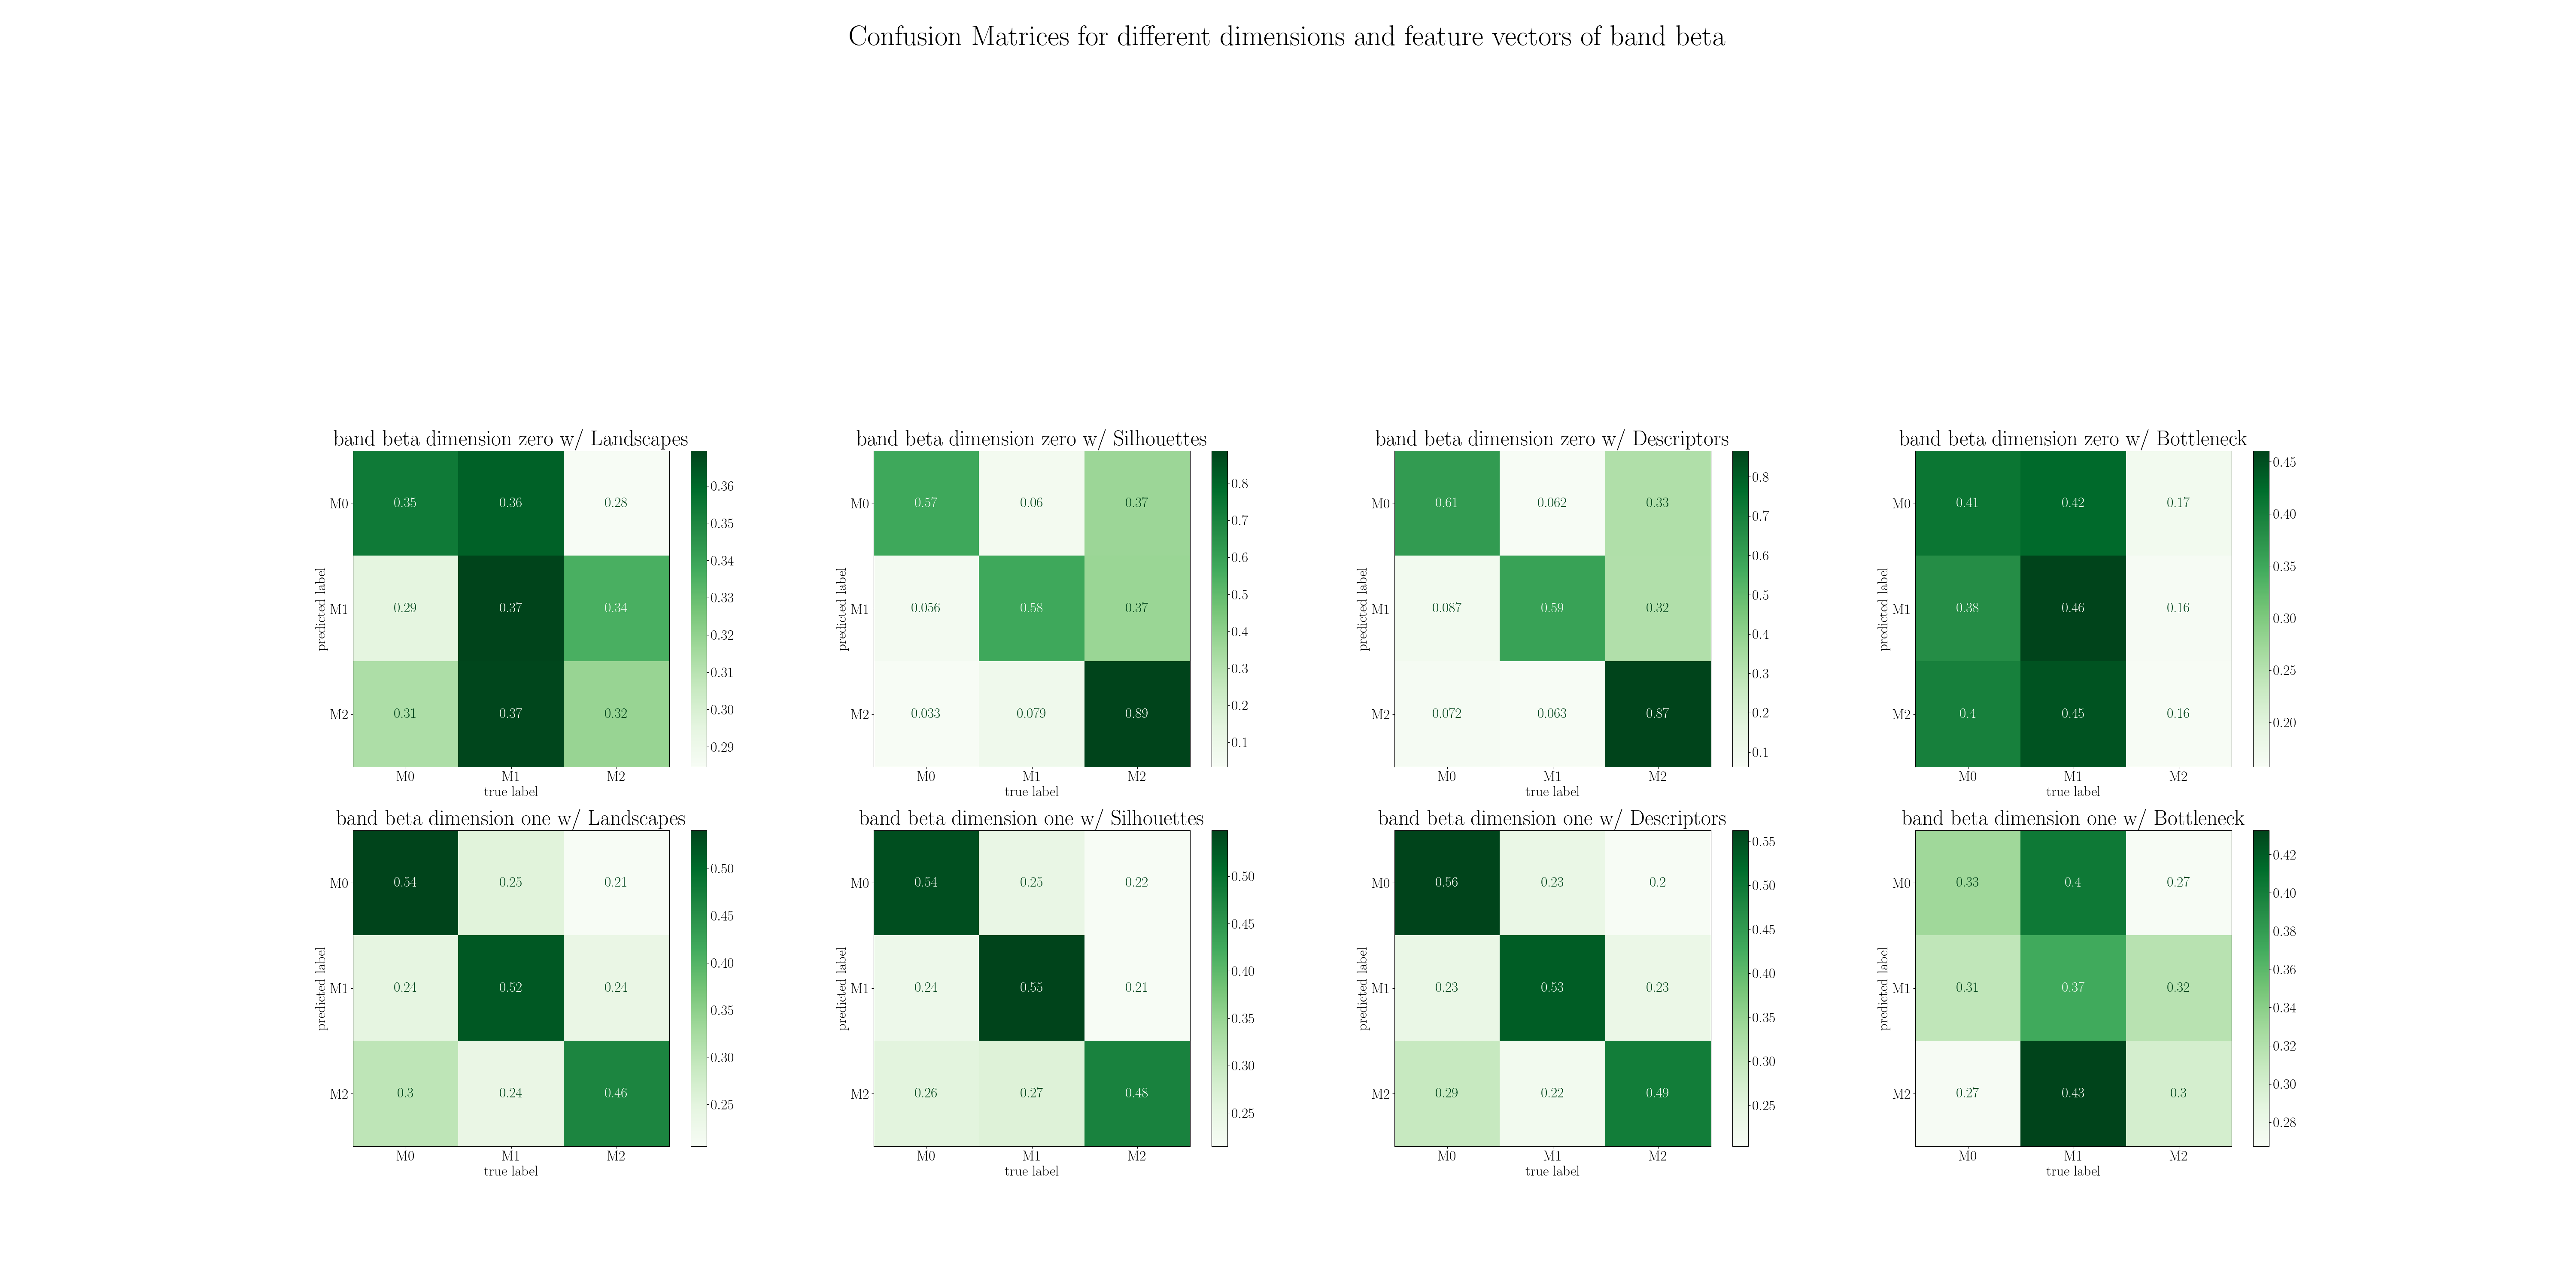 Confusion Matrices for different dimensions and feature vectors of band beta
band beta dimension zero w/ Landscapes
predicted label
M0 0.35 0.36 0.28
M1 0.29 0.37 0.34
M2 0.31 0.37 0.32
M0 M1 M2
true label
0.36
0.35
0.34
0.33
0.32
0.31
0.30
0.29
band beta dimension zero w/ Silhouettes
predicted label
M0 0.57 0.06 0.37
M1 0.056 0.58 0.37
M2 0.033 0.079 0.89
M0 M1 M2
true label
0.8
0.7
0.6
0.5
0.4
0.3
0.2
0.1
band beta dimension zero w/ Descriptors
predicted label
M0 0.61 0.062 0.33
M1 0.087 0.59 0.32
M2 0.072 0.063 0.87
M0 M1 M2
true label
0.8
0.7
0.6
0.5
0.4
0.3
0.2
0.1
band beta dimension zero w/ Bottleneck
predicted label
M0 0.41 0.42 0.17
M1 0.38 0.46 0.16
M2 0.4 0.45 0.16
M0 M1 M2
true label
0.45
0.40
0.35
0.30
0.25
0.20
band beta dimension one w/ Landscapes
predicted label
M0 0.54 0.25 0.21
M1 0.24 0.52 0.24
M2 0.3 0.24 0.46
M0 M1 M2
true label
0.50
0.45
0.40
0.35
0.30
0.25
band beta dimension one w/ Silhouettes
predicted label
M0 0.54 0.25 0.22
M1 0.24 0.55 0.21
M2 0.26 0.27 0.48
M0 M1 M2
true label
0.50
0.45
0.40
0.35
0.30
0.25
band beta dimension one w/ Descriptors
predicted label
M0 0.56 0.23 0.2
M1 0.23 0.53 0.23
M2 0.29 0.22 0.49
M0 M1 M2
true label
0.55
0.50
0.45
0.40
0.35
0.30
0.25
band beta dimension one w/ Bottleneck
predicted label
M0 0.33 0.4 0.27
M1 0.31 0.37 0.32
M2 0.27 0.43 0.3
M0 M1 M2
true label
0.42
0.40
0.38
0.36
0.34
0.32
0.30
0.28